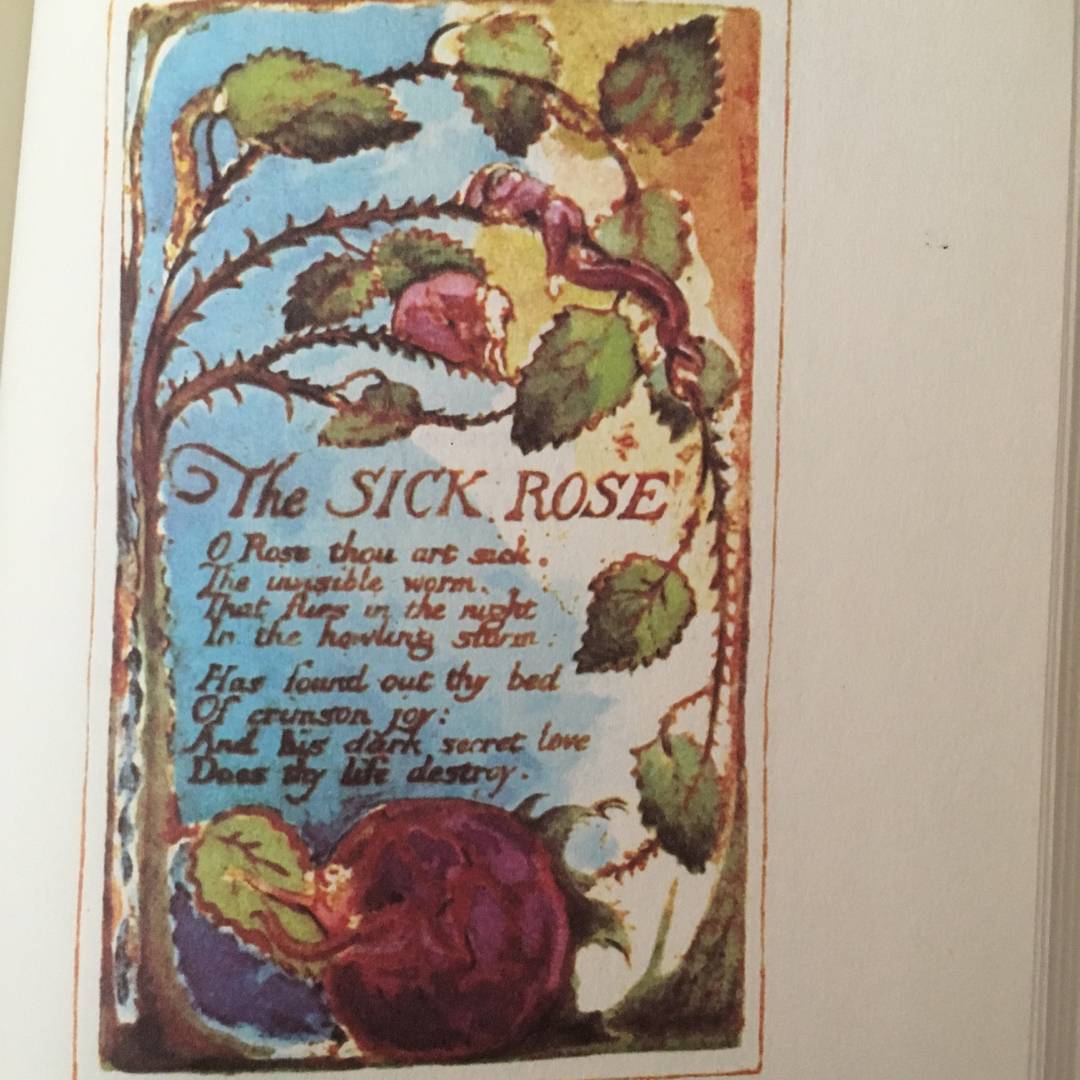 The SICK ROSE
O Rose thou art sick.
The invisible worm.
That flies in the night
In the howling storm:
Has found out thy bed
Of crimson joy:
And his dark secret love
Does thy life destroy.